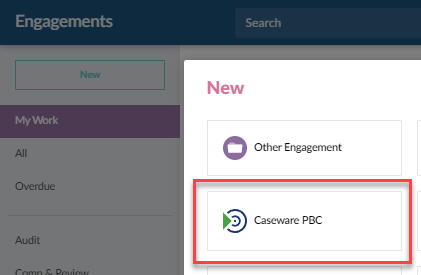 Engagements
Search
New
My Work
All
Overdue
Audit
Comp & Review
New
Other Engagement
Caseware PBC